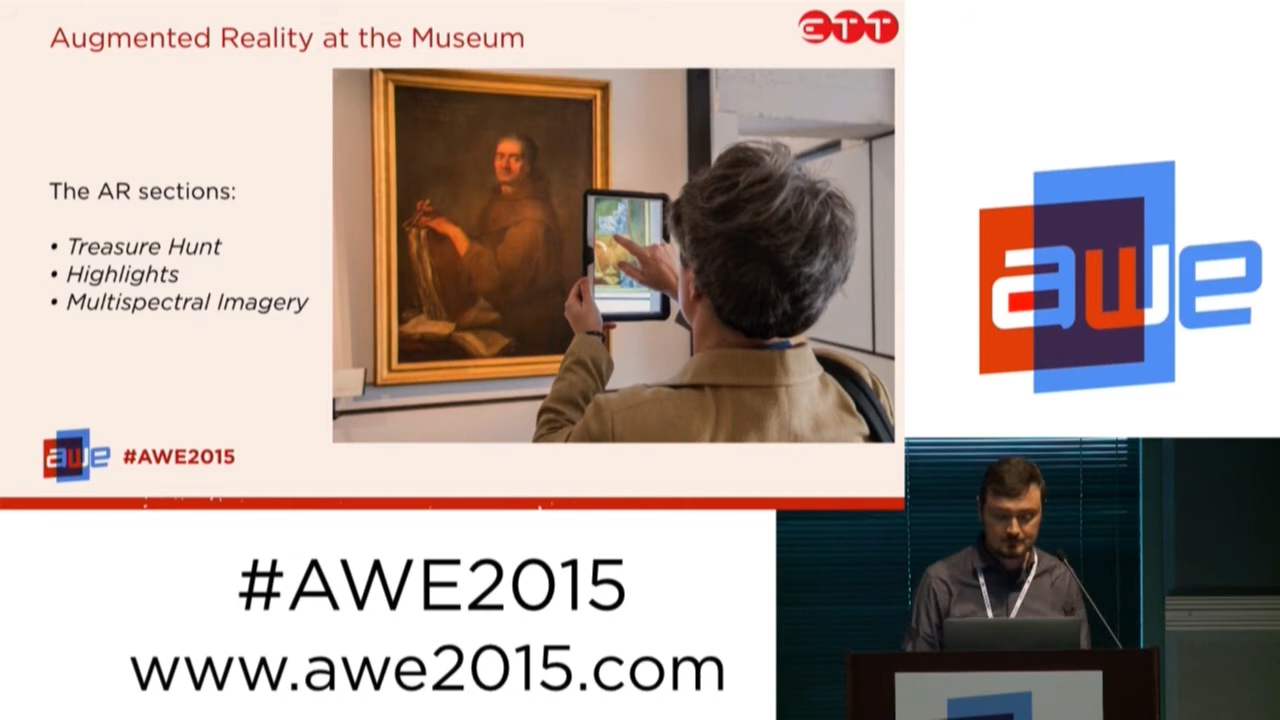 Augmented Reality at the Museum
ETT
The AR sections:
• Treasure Hunt
• Highlights
• Multispectral Imagery
awe #AWE2015
awe
#AWE2015
www.awe2015.com